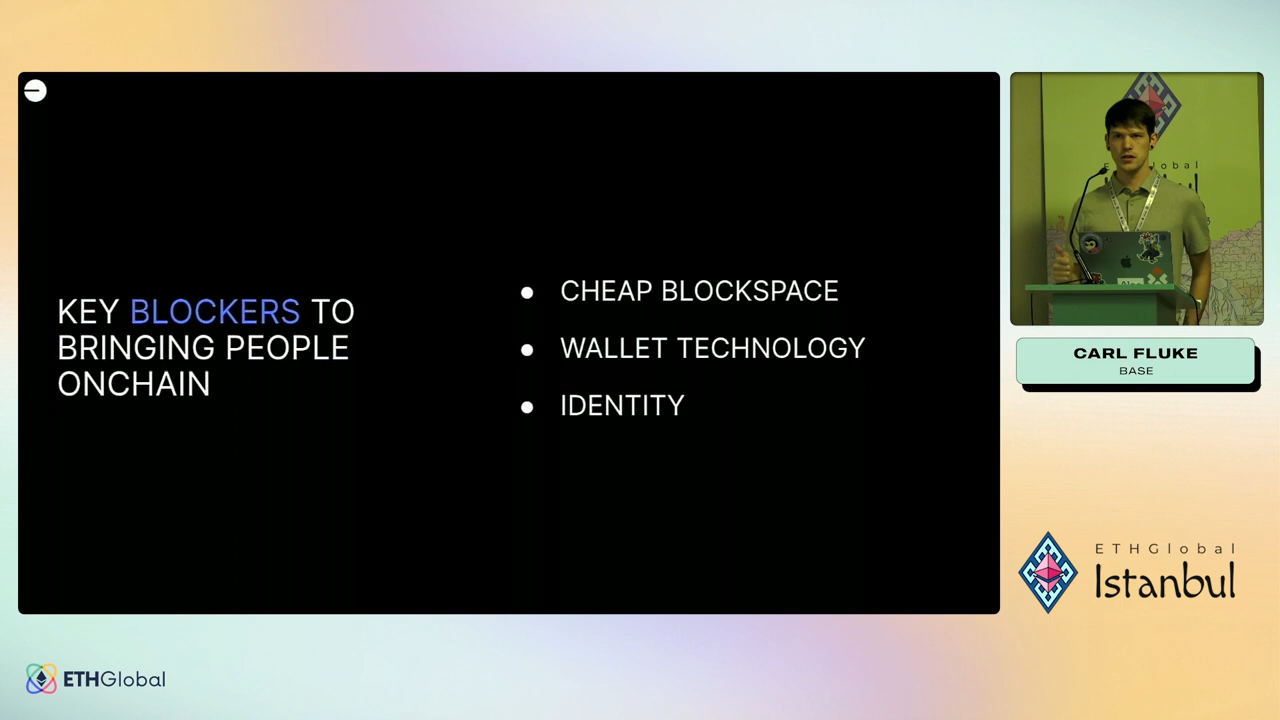 KEY BLOCKERS TO
BRINGING PEOPLE
ONCHAIN
● CHEAP BLOCKSPACE
● WALLET TECHNOLOGY
● IDENTITY
CARL FLUKE
BASE
ETHGlobal
Istanbul
ETHGlobal